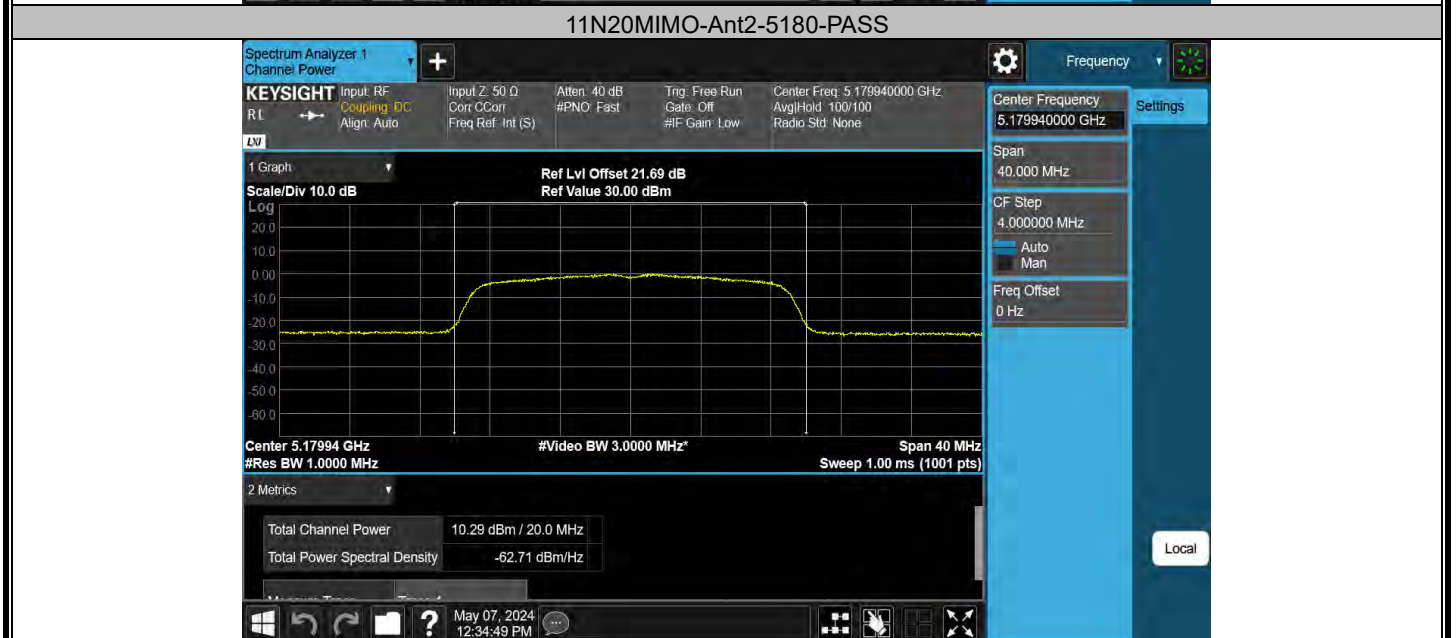 11N20MIMO-Ant2-5180-PASS
Spectrum Analyzer 1
Channel Power
Frequency
KEYSIGHT
RL
LXI
Input: RF
Coupling: DC
Align: Auto
Input Z: 50 Ω
Corr CCorr
Freq Ref: Int (S)
Atten: 40 dB
#PNO: Fast
Trig: Free Run
Gate: Off
#IF Gain: Low
Center Freq: 5.179940000 GHz
Avg|Hold: 100/100
Radio Std: None
Center Frequency
5.179940000 GHz
Settings
Span
40.000 MHz
CF Step
4.000000 MHz
Auto
Man
Freq Offset
0 Hz
1 Graph
Scale/Div 10.0 dB
Ref Lvl Offset 21.69 dB
Ref Value 30.00 dBm
Log
20.0
10.0
0.00
-10.0
-20.0
-30.0
-40.0
-50.0
-60.0
Center 5.17994 GHz
#Video BW 3.0000 MHz*
Span 40 MHz
#Res BW 1.0000 MHz
Sweep 1.00 ms (1001 pts)
2 Metrics
Total Channel Power
10.29 dBm / 20.0 MHz
Total Power Spectral Density
-62.71 dBm/Hz
Local
May 07, 2024
12:34:49 PM